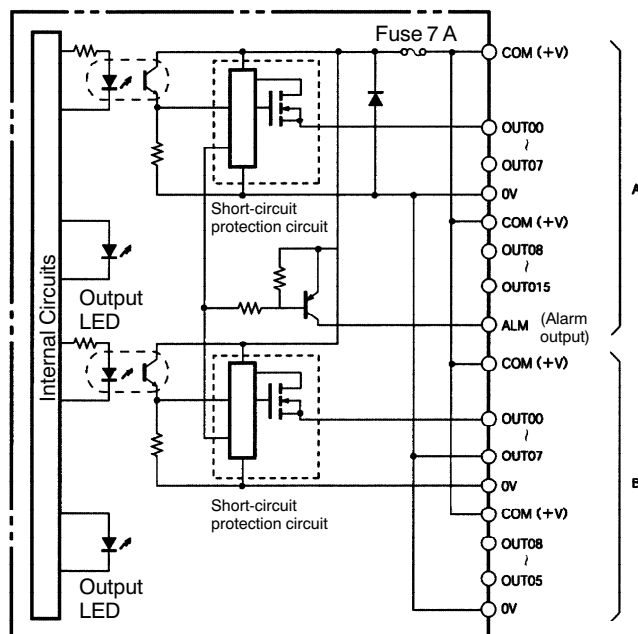 Fuse 7 A
COM (+V)
OUT00
~
OUT07
0V
A
Short-circuit
protection circuit
COM (+V)
OUT08
~
OUT015
Internal Circuits
Output
LED
ALM
(Alarm
output)
COM (+V)
OUT00
~
OUT07
0V
B
Short-circuit
protection circuit
COM (+V)
OUT08
~
OUT05
Output
LED
0V